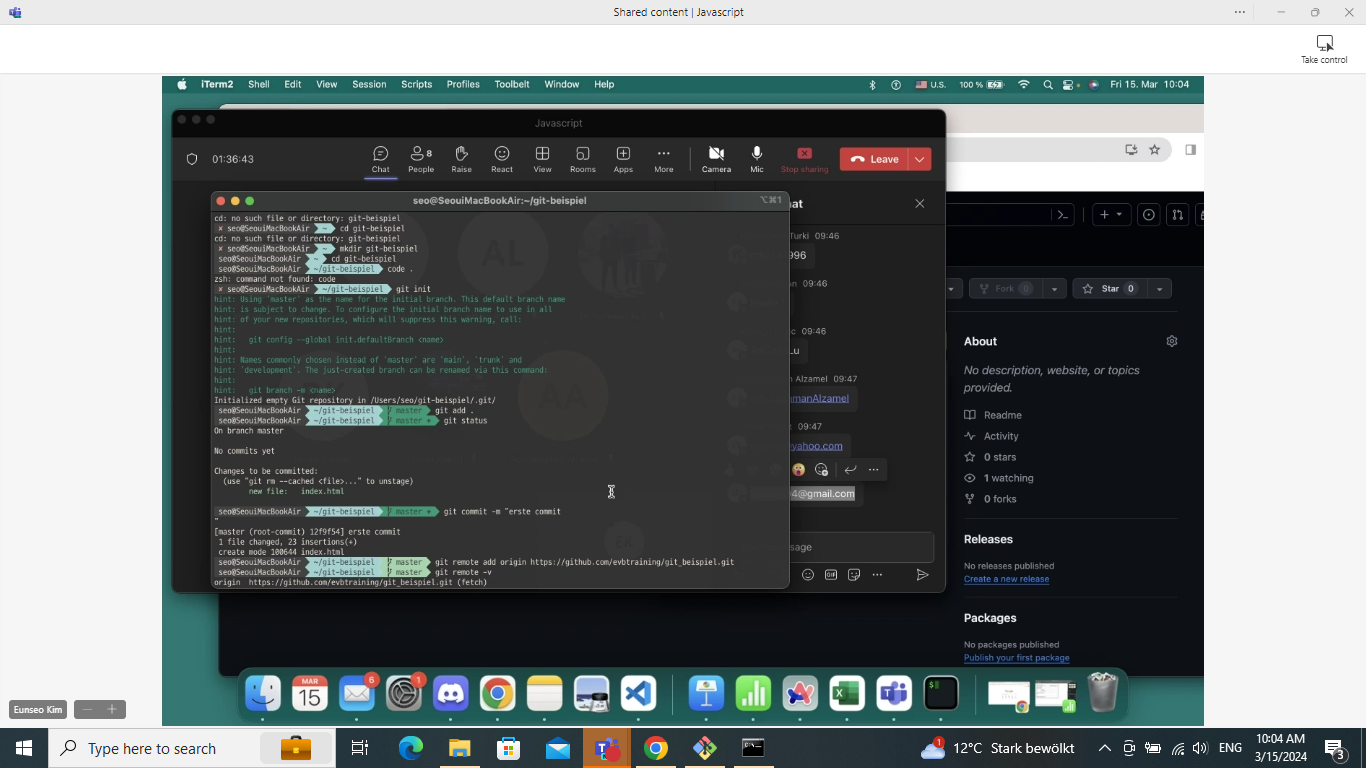 Shared content | Javascript
Take control
iTerm2 Shell Edit View Session Scripts Profiles Toolbelt Window Help
U.S. 100 % Fri 15. Mar 10:04
Javascript
01:36:43
Chat
8
People
Raise
React
View
Rooms
Apps
More
Camera
Mic
Stop sharing
Leave
seo@SeouiMacBookAir:~/git-beispiel
⌥⌘1
cd: no such file or directory: git-beispiel
× seo@SeouiMacBookAir ~ cd git-beispiel
cd: no such file or directory: git-beispiel
× seo@SeouiMacBookAir ~ mkdir git-beispiel
seo@SeouiMacBookAir ~ cd git-beispiel
seo@SeouiMacBookAir ~/git-beispiel code .
zsh: command not found: code
× seo@SeouiMacBookAir ~/git-beispiel git init
hint: Using 'master' as the name for the initial branch. This default branch name
hint: is subject to change. To configure the initial branch name to use in all
hint: of your new repositories, which will suppress this warning, call:
hint:
hint: git config --global init.defaultBranch <name>
hint:
hint: Names commonly chosen instead of 'master' are 'main', 'trunk' and
hint: 'development'. The just-created branch can be renamed via this command:
hint:
hint: git branch -m <name>
Initialized empty Git repository in /Users/seo/git-beispiel/.git/
seo@SeouiMacBookAir ~/git-beispiel master git add .
seo@SeouiMacBookAir ~/git-beispiel master + git status
On branch master
No commits yet
Changes to be committed:
(use "git rm --cached <file>..." to unstage)
new file: index.html
seo@SeouiMacBookAir ~/git-beispiel master + git commit -m "erste commit
"
[master (root-commit) 12f9f54] erste commit
1 file changed, 23 insertions(+)
create mode 100644 index.html
seo@SeouiMacBookAir ~/git-beispiel master git remote add origin https://github.com/evbtraining/git_beispiel.git
seo@SeouiMacBookAir ~/git-beispiel master git remote -v
origin https://github.com/evbtraining/git_beispiel.git (fetch)
AL
AA
EK
at
Turki 09:46
996
n 09:46
c 09:46
Lu
n Alzamel 09:47
manAlzamel
09:47
yahoo.com
4@gmail.com
sage
GIF
Fork 0
Star 0
About
No description, website, or topics
provided.
Readme
Activity
0 stars
1 watching
0 forks
Releases
No releases published
Create a new release
Packages
No packages published
Publish your first package
MAR
15
6
1
Eunseo Kim
Type here to search
1
12°C Stark bewölkt
ENG
10:04 AM
3/15/2024
3